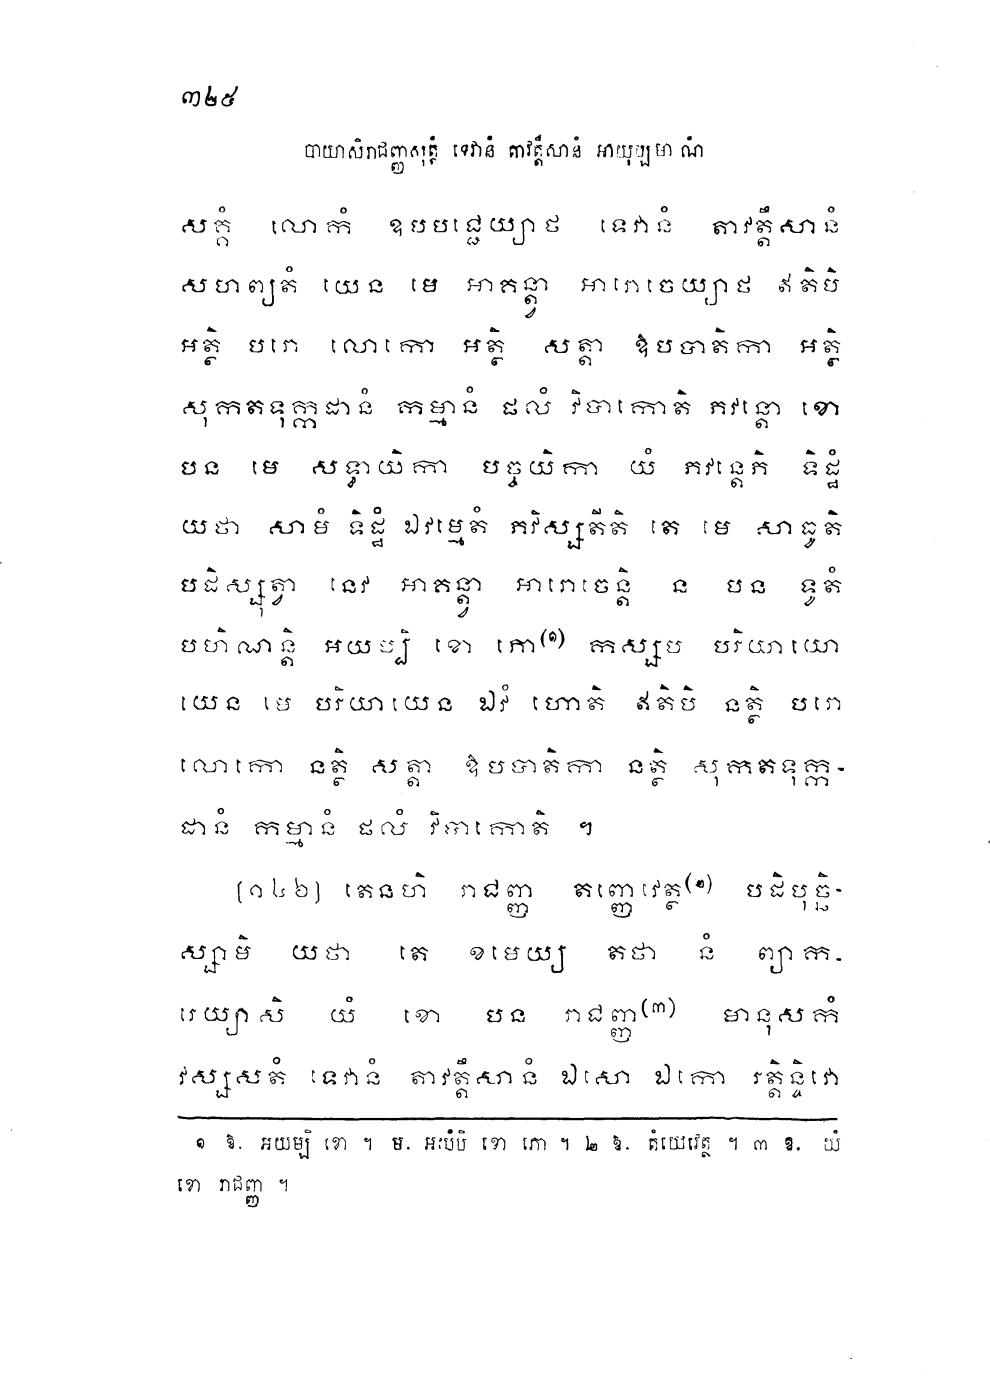 ៣២៥
បាយាសិរាជញ្ញសុត្តំ ទេវានំ តាវត្តឹសានំ អាយុប្បមាណំ
សគ្គំ លោកំ ឧបបជ្ជេយ្យាថ ទេវានំ តាវត្តឹសានំ
សហព្យតំ យេន មេ អាគន្ត្វា អារោចេយ្យាថ ឥតិបិ
អត្ថិ បរោ លោកោ អត្ថិ សត្តា ឱបបាតិកា អត្ថិ
សុកតទុក្កដានំ កម្មានំ ផលំ វិបាកោតិ ភវន្តោ ខោ
បន មេ សទ្ធាយិកា បច្ចយិកា យំ ភវន្តេភិ ទិដ្ឋំ
យថា សាមំ ទិដ្ឋំ ឯវម្មេតំ ភវិស្សតីតិ តេ មេ សាធូតិ
បដិស្សុត្វា នេវ អាគន្ត្វា អារោចេន្តិ ន បន ទូតំ
បហិណន្តិ អយប្បិ ខោ ភោ(១) កស្សប បរិយាយោ
យេន មេ បរិយាយេន ឯវំ ហោតិ ឥតិបិ នត្ថិ បរោ
លោកោ នត្ថិ សត្តា ឱបបាតិកា នត្ថិ សុកតទុក្ក-
ដានំ កម្មានំ ផលំ វិបាកោតិ ។
[១៤៦] តេនហិ រាជញ្ញ តញ្ញេវេត្ថ(២) បដិបុច្ឆិ-
ស្សាមិ យថា តេ ខមេយ្យ តថា នំ ព្យាក-
រេយ្យាសិ យំ ខោ បន រាជញ្ញ(៣) មានុសកំ
វស្សសតំ ទេវានំ តាវត្តឹសានំ ឯសោ ឯកោ រត្តិន្ទិវោ
១ ឱ. អយម្បិ ខោ ។ ម. អះបំបិ ខោ ភោ ។ ២ ឱ. តំយេវេត្ថ ។ ៣ ឱ. យំ
ខោ រាជញ្ញ ។